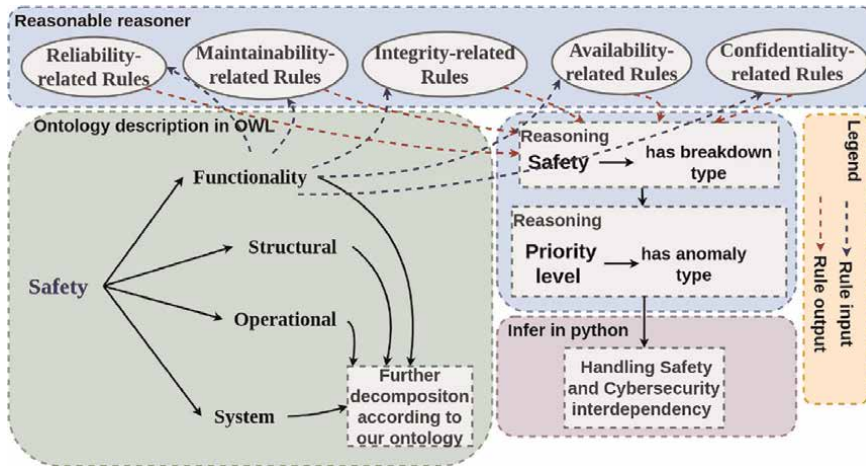 Reasonable reasoner
Reliability-
related Rules
Maintainability-
related Rules
Integrity-related
Rules
Availability-
related Rules
Confidentiality-
related Rules
Ontology description in OWL
Functionality
Structural
Safety
Operational
System
Further
decompositon
according to
our ontology
Reasoning
Safety
has breakdown
type
Reasoning
Priority
level
has anomaly
type
Infer in python
Handling Safety
and Cybersecurity
interdependency
Legend
Rule input
Rule output